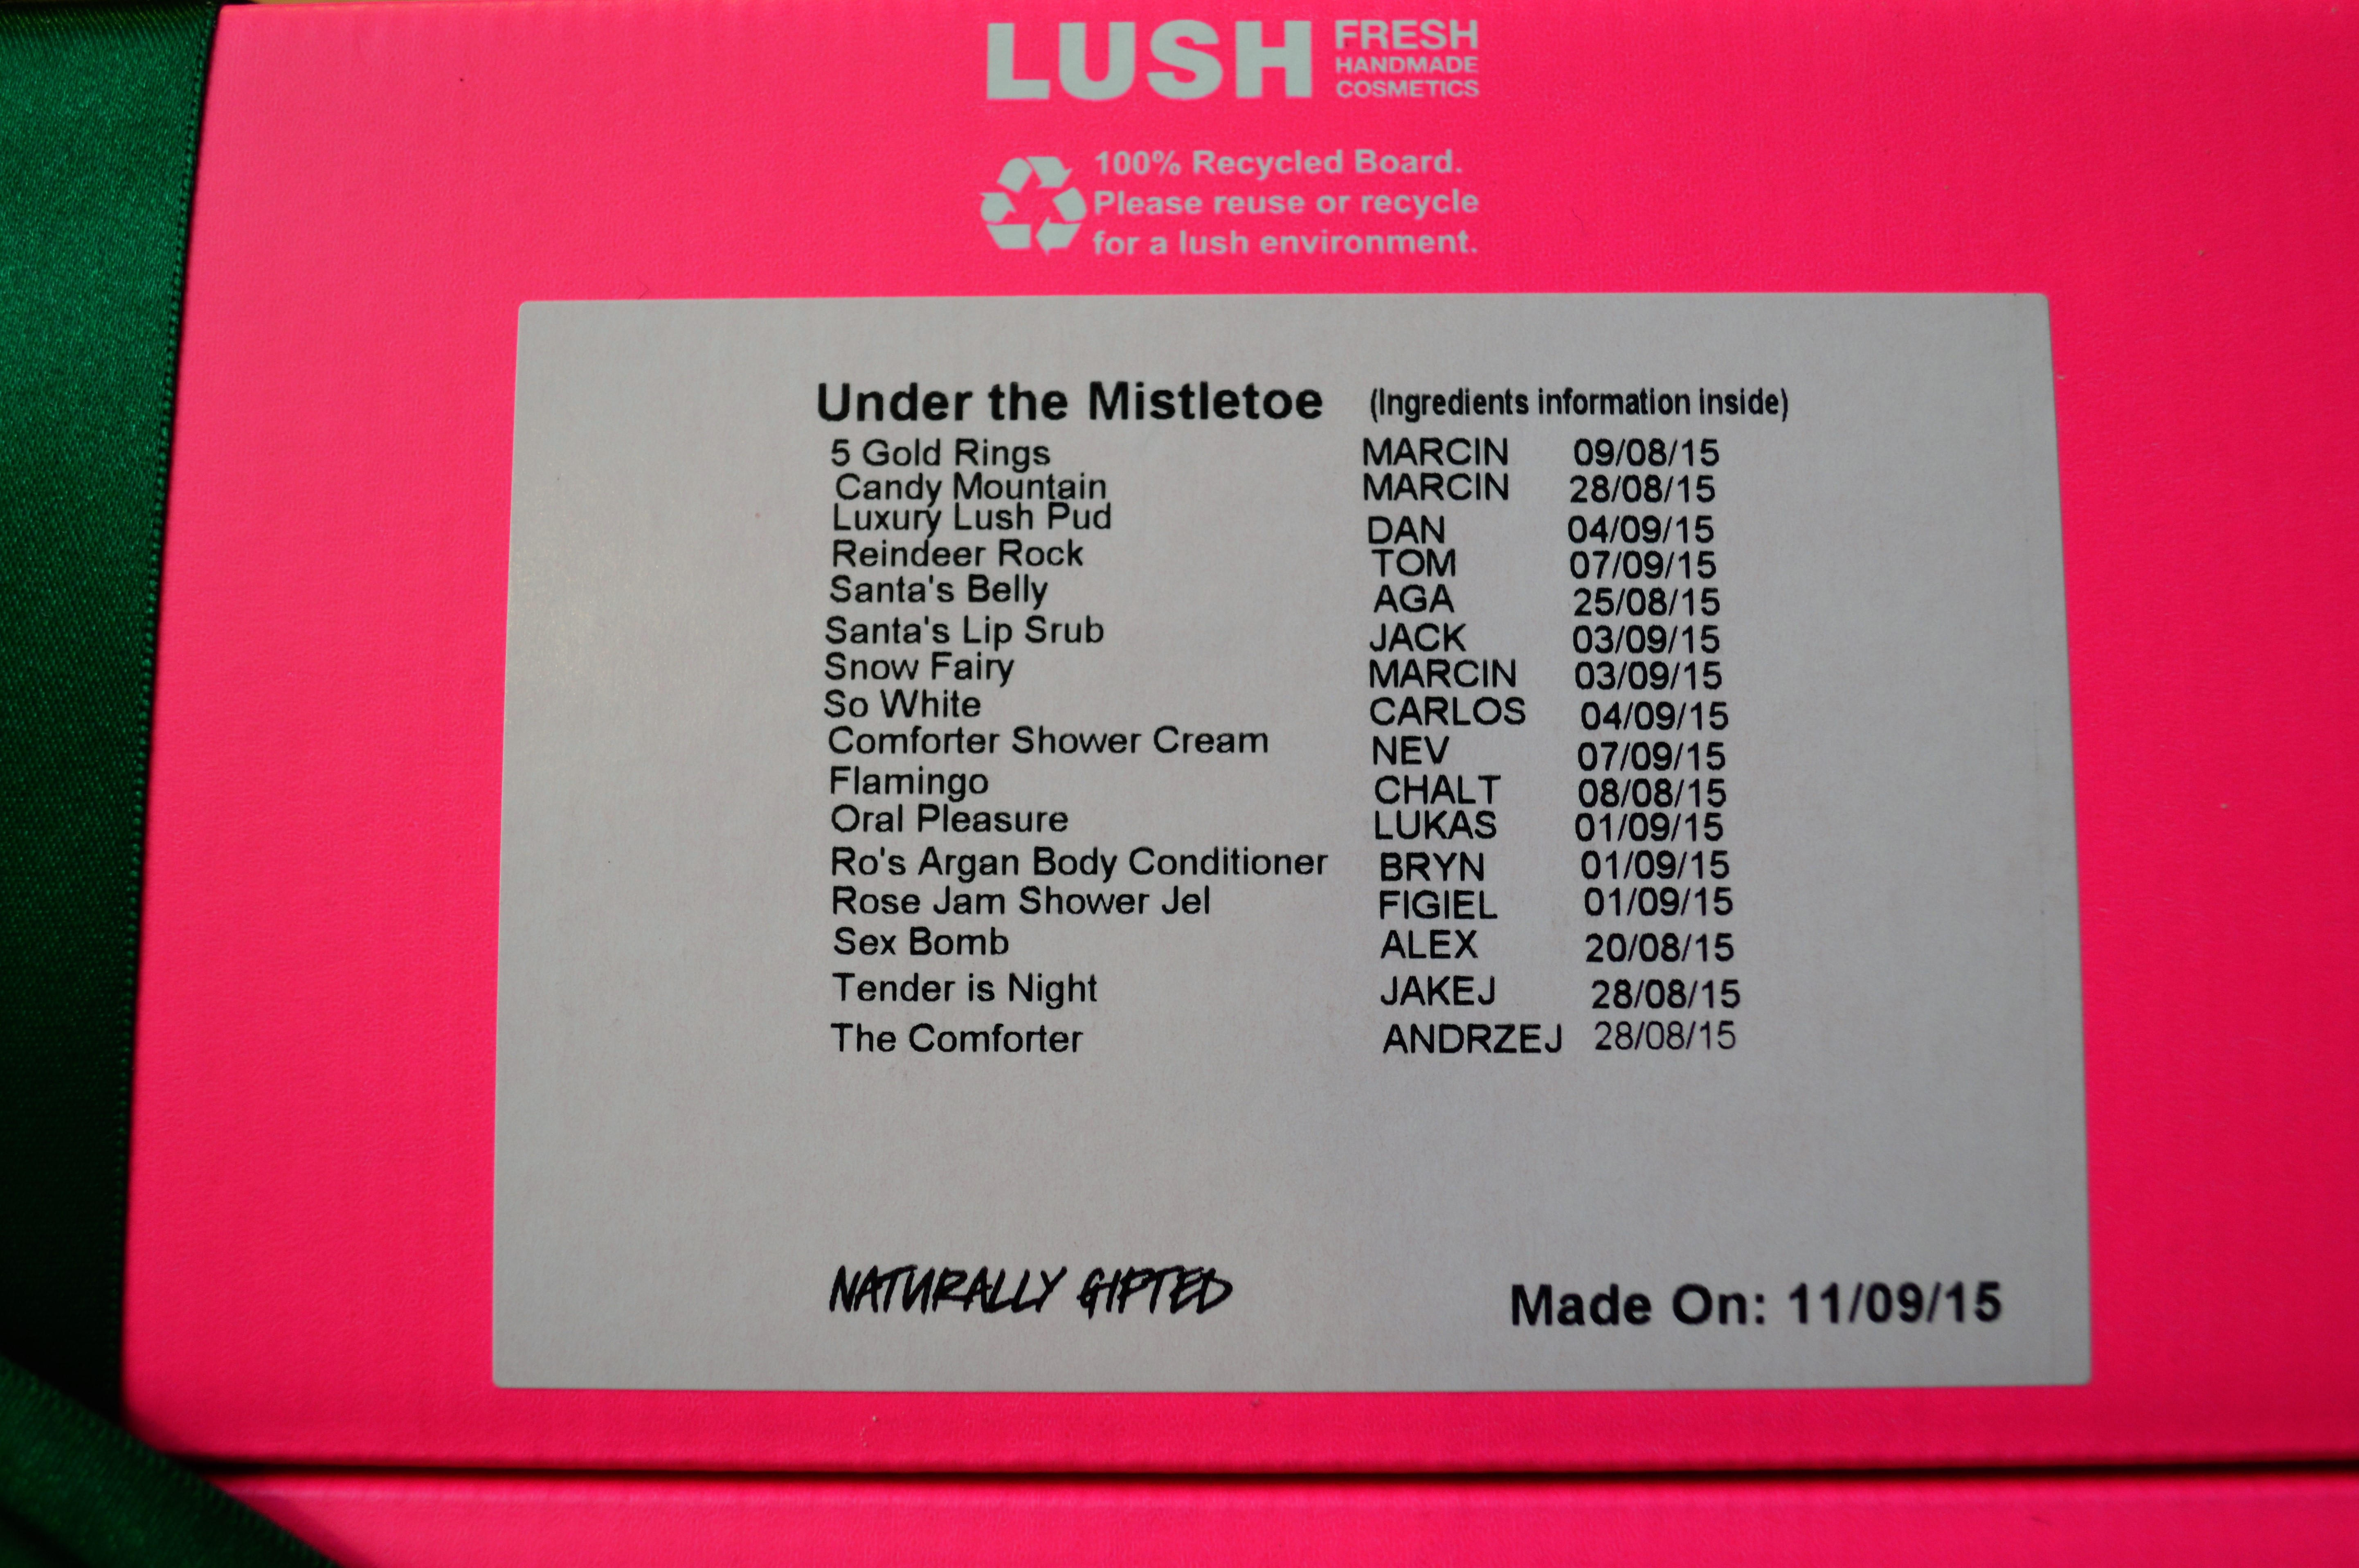 LUSH FRESH HANDMADE COSMETICS
100% Recycled Board.
Please reuse or recycle
for a lush environment.
Under the Mistletoe (Ingredients information inside)
5 Gold Rings MARCIN 09/08/15
Candy Mountain MARCIN 28/08/15
Luxury Lush Pud DAN 04/09/15
Reindeer Rock TOM 07/09/15
Santa's Belly AGA 25/08/15
Santa's Lip Srub JACK 03/09/15
Snow Fairy MARCIN 03/09/15
So White CARLOS 04/09/15
Comforter Shower Cream NEV 07/09/15
Flamingo CHALT 08/08/15
Oral Pleasure LUKAS 01/09/15
Ro's Argan Body Conditioner BRYN 01/09/15
Rose Jam Shower Jel FIGIEL 01/09/15
Sex Bomb ALEX 20/08/15
Tender is Night JAKEJ 28/08/15
The Comforter ANDRZEJ 28/08/15
NATURALLY GIFTED Made On: 11/09/15